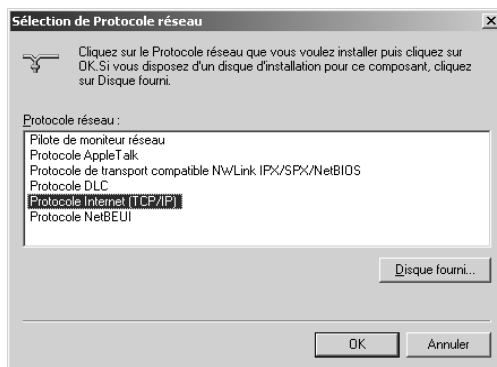 Sélection de Protocole réseau
Cliquez sur le Protocole réseau que vous voulez installer puis cliquez sur
OK.Si vous disposez d'un disque d'installation pour ce composant, cliquez
sur Disque fourni.
Protocole réseau :
Pilote de moniteur réseau
Protocole AppleTalk
Protocole de transport compatible NWLink IPX/SPX/NetBIOS
Protocole DLC
Protocole Internet (TCP/IP)
Protocole NetBEUI
Disque fourni...
OK
Annuler